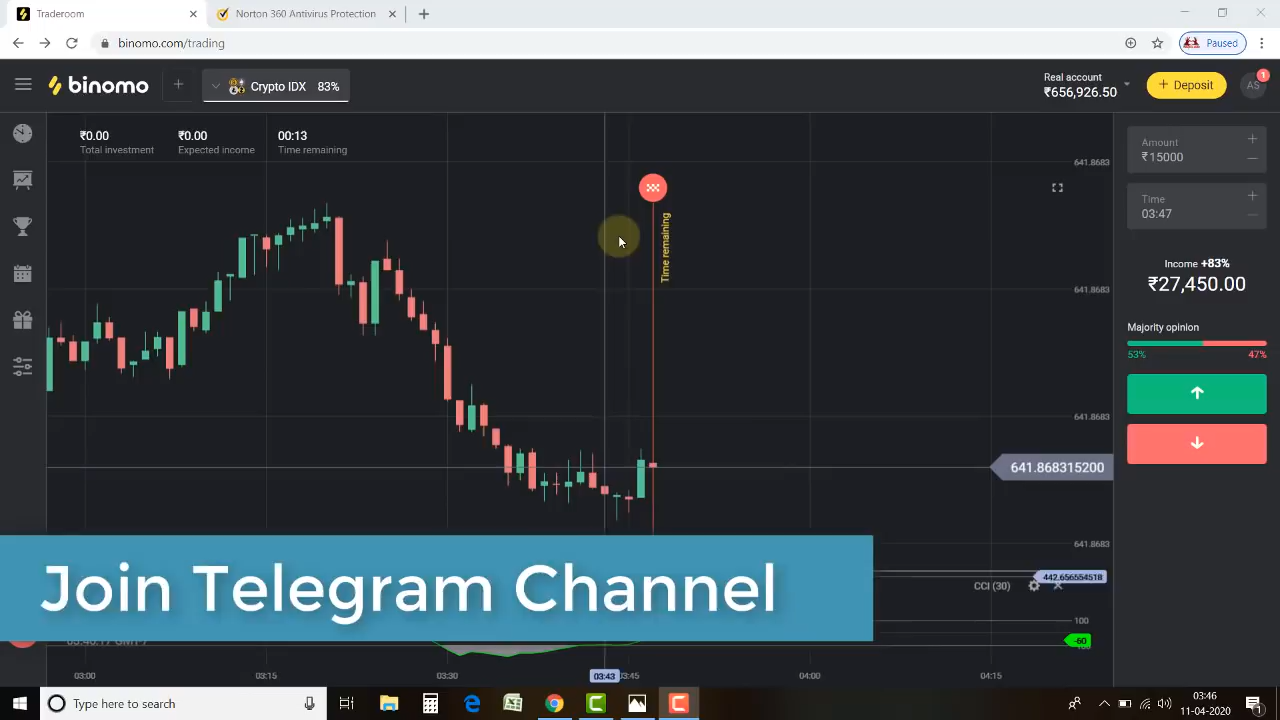 Traderoom
Norton 360 Antivirus Protection
binomo.com/trading
Paused
binomo
Crypto IDX 83%
Real account
₹656,926.50
+ Deposit
AS
1
₹0.00
Total investment
₹0.00
Expected income
00:13
Time remaining
Time remaining
641.8683
641.8683
641.8683
641.868315200
641.8683
Amount
₹15000
Time
03:47
Income +83%
₹27,450.00
Majority opinion
53% 47%
Join Telegram Channel
CCI (30)
442.656554518
100
-60
03:00
03:15
03:30
03:43
03:45
04:00
04:15
Type here to search
03:46
11-04-2020
1